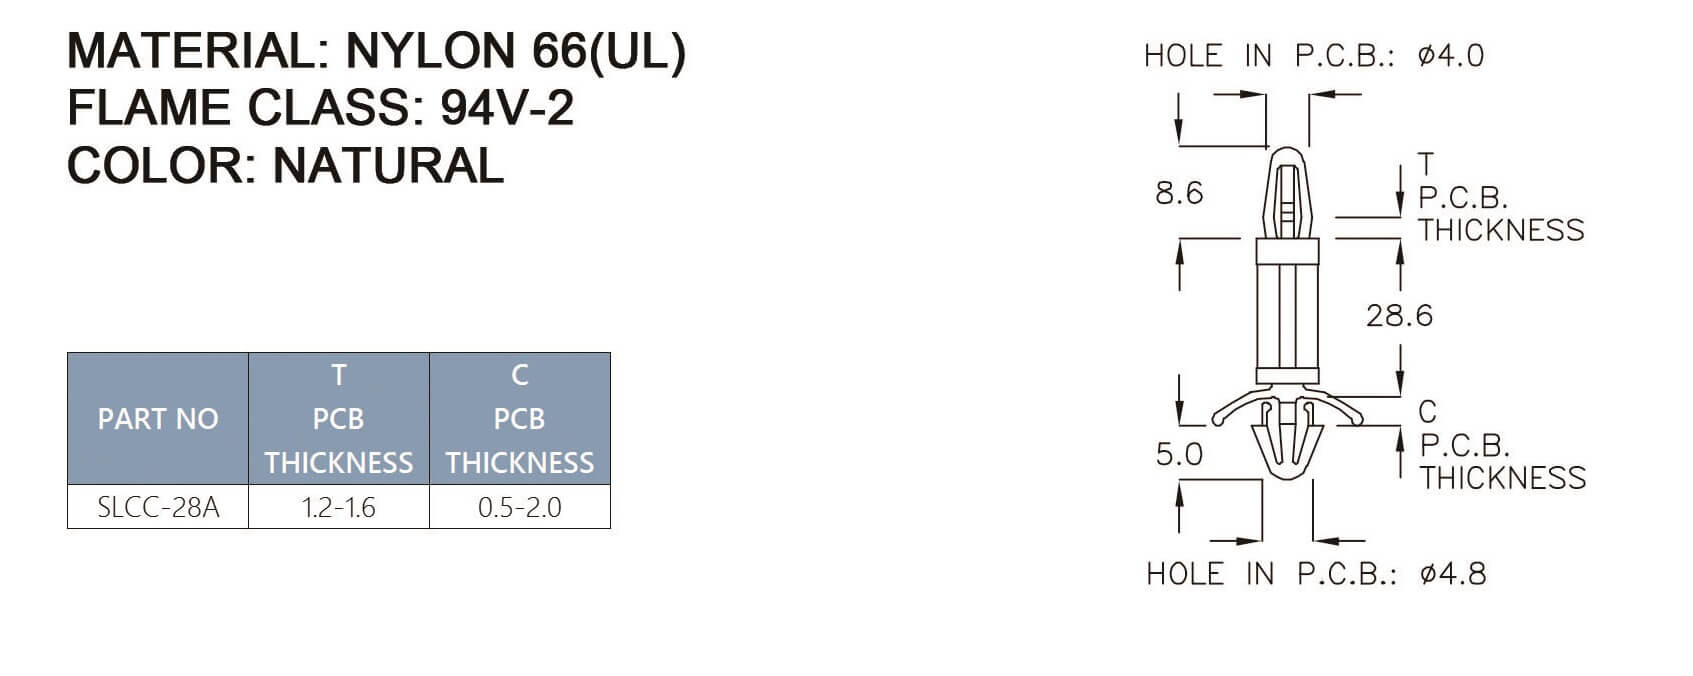 MATERIAL: NYLON 66(UL)
FLAME CLASS: 94V-2
COLOR: NATURAL
PART NO
T
PCB
THICKNESS
C
PCB
THICKNESS
SLCC-28A
1.2-1.6
0.5-2.0
HOLE IN P.C.B.: ø4.0
8.6
T
P.C.B.
THICKNESS
28.6
C
P.C.B.
THICKNESS
5.0
HOLE IN P.C.B.: ø4.8